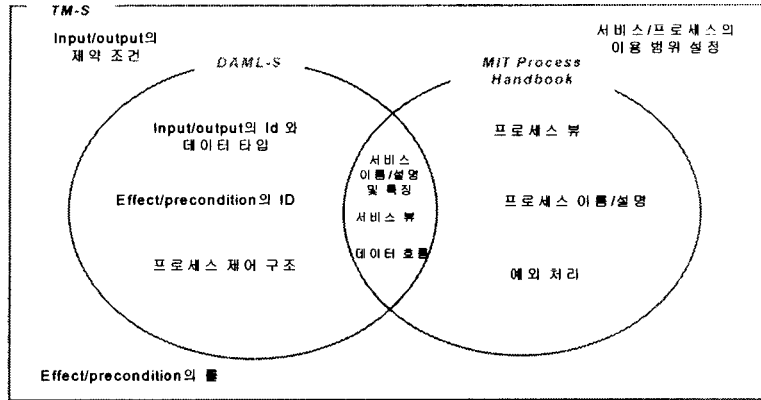 TM-S
Input/output의
제약 조건
서비스/프로세스의
이용 범위 설정
DAML-S
MIT Process
Handbook
Input/output의 Id 와
데이터 타입
Effect/precondition의 ID
프로세스 제어 구조
서비스
이름/설명
및 특징
서비스 뷰
데이터 흐름
프로세스 뷰
프로세스 이름/설명
예외 처리
Effect/precondition의 룰